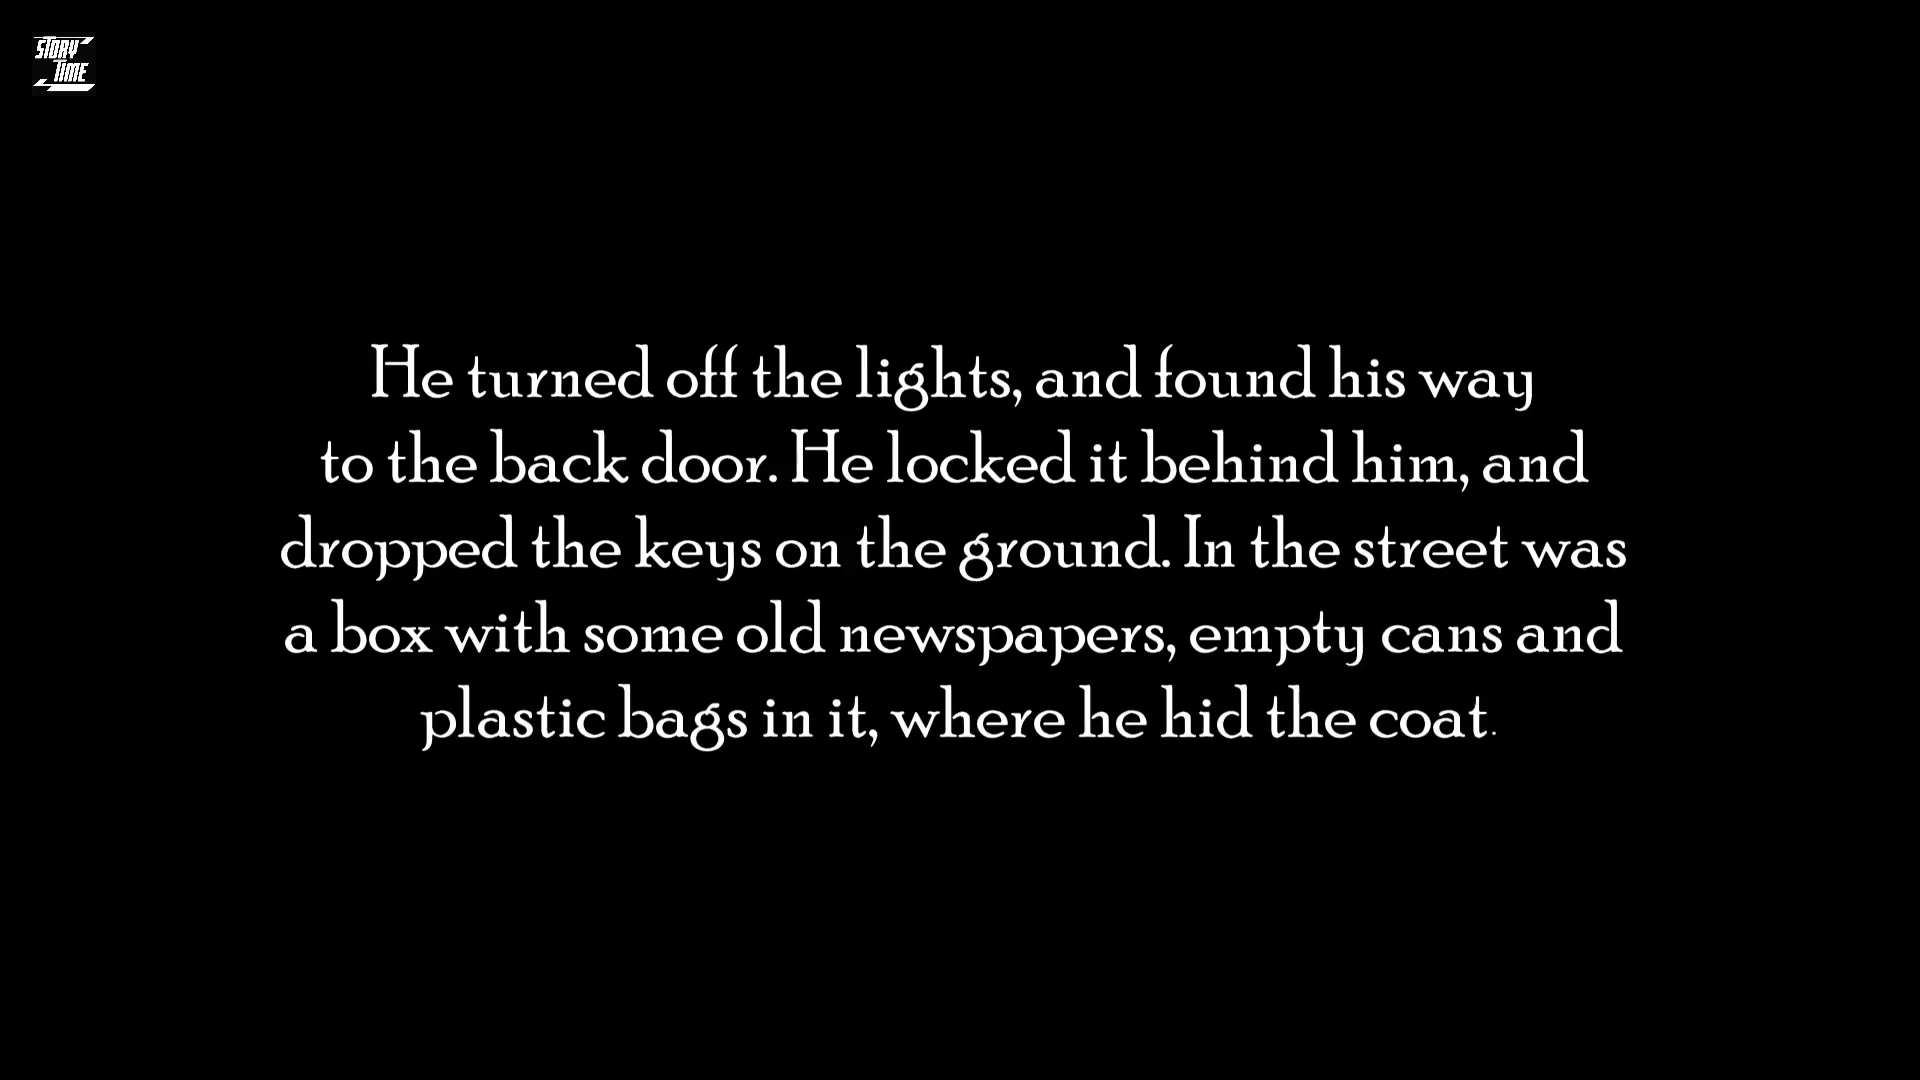 STORY
TIME
He turned off the lights, and found his way
to the back door. He locked it behind him, and
dropped the keys on the ground. In the street was
a box with some old newspapers, empty cans and
plastic bags in it, where he hid the coat.